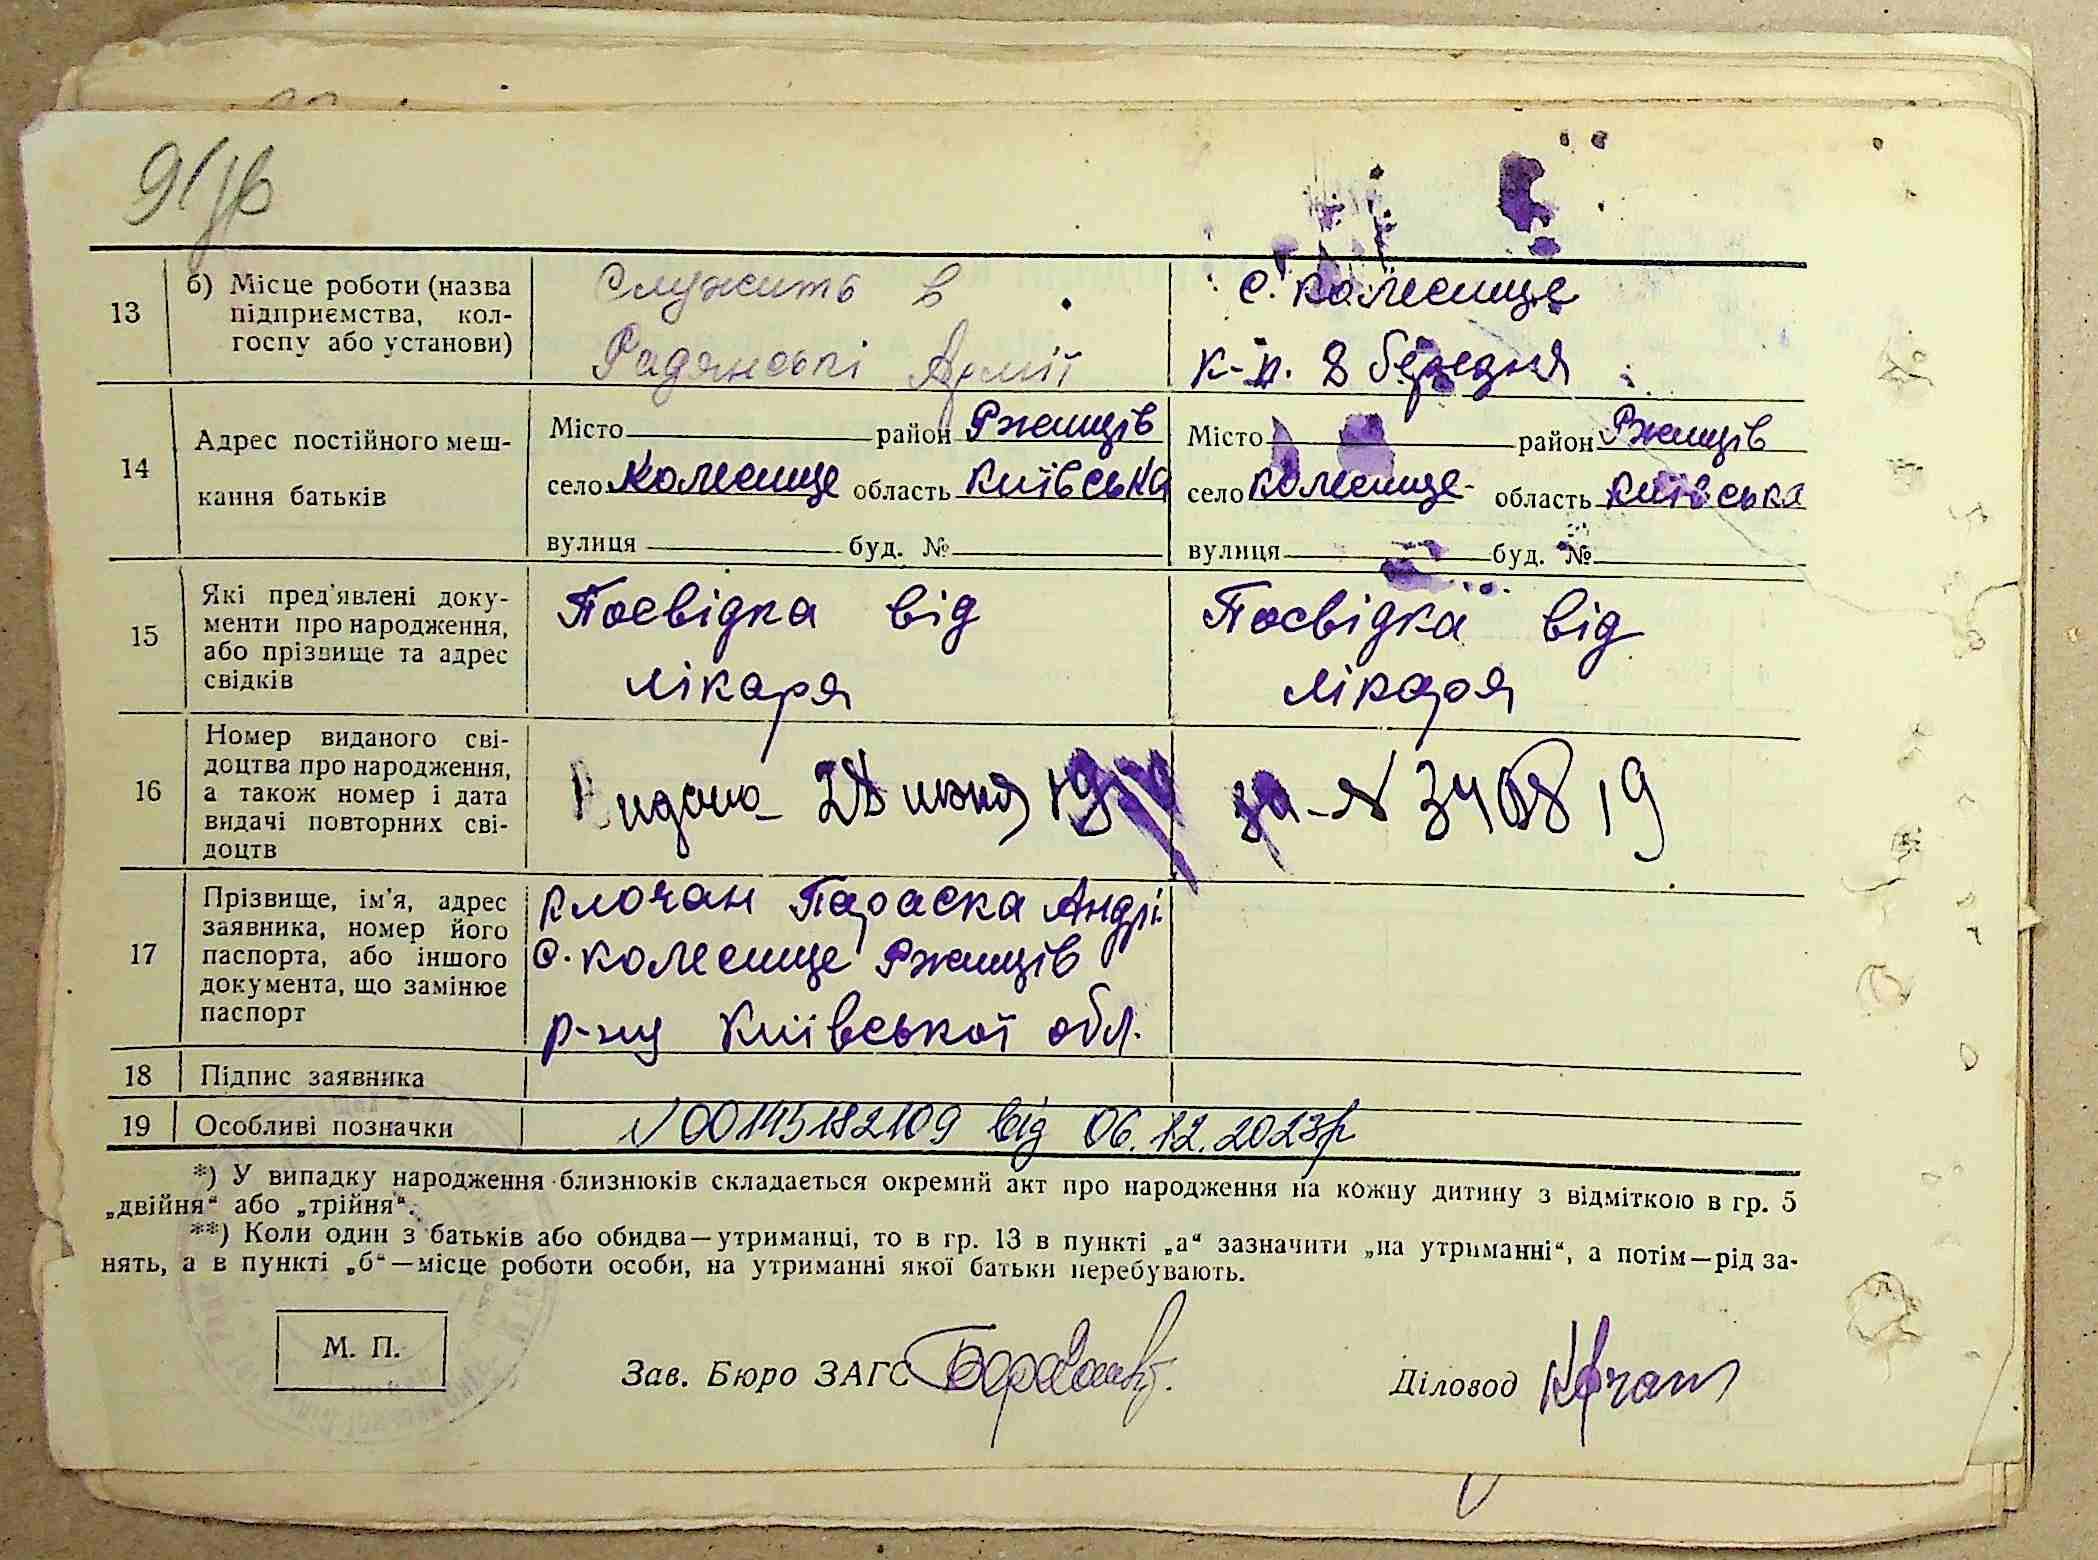 13
б) Місце роботи (назва
підприємства, кол-
госпу або установи)
Служить в
Радянські Армії
с. Колесище
к-п. 8 березня
14
Адрес постійного меш-
кання батьків
Місто район Ржищів
село Колесище область Київська
вулиця буд. №
Місто район Ржищів
село Колесище область Київська
вулиця буд. №
15
Які пред'явлені доку-
менти про народження,
або прізвище та адрес
свідків
Посвідка від
лікаря
Посвідка від
лікаря
16
Номер виданого сві-
доцтва про народження,
а також номер і дата
видачі повторних сві-
доцтв
17
Прізвище, ім'я, адрес
заявника, номер його
паспорта, або іншого
документа, що замінює
паспорт
Клочан Параска Андрі
с. Колесище Ржищів
р-ну Київської обл.
18
Підпис заявника
19
Особливі позначки
N 00145182109 від 06.12.2023р
*) У випадку народження близнюків складається окремий акт про народження на кожну дитину з відміткою в гр. 5
„двійня“ або „трійня“.
**) Коли один з батьків або обидва—утриманці, то в гр. 13 в пункті „а“ зазначити „на утриманні“, а потім—рід за-
нять, а в пункті „б“—місце роботи особи, на утриманні якої батьки перебувають.
М. П.
Зав. Бюро ЗАГС
Діловод